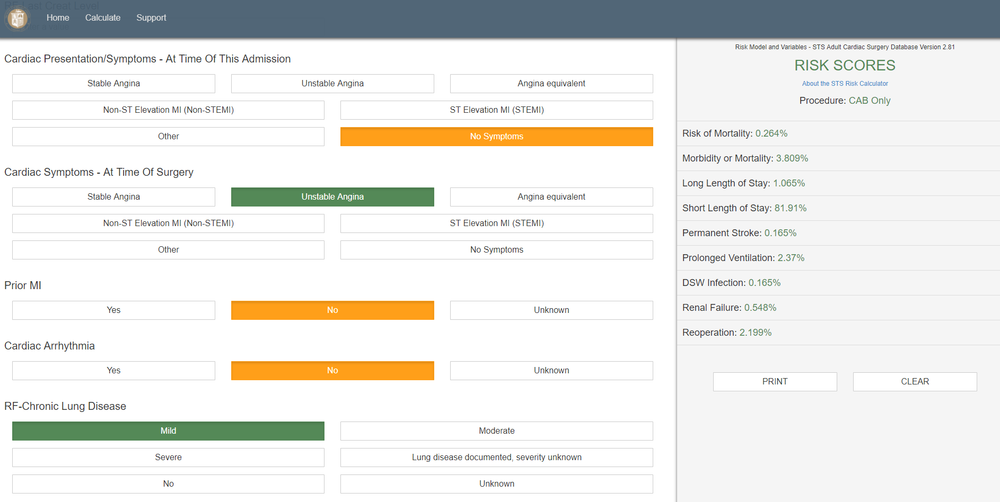 RF-Last Creat Level
Home Calculate Support
a value
Cardiac Presentation/Symptoms - At Time Of This Admission
Stable Angina Unstable Angina Angina equivalent
Non-ST Elevation MI (Non-STEMI) ST Elevation MI (STEMI)
Other No Symptoms
Cardiac Symptoms - At Time Of Surgery
Stable Angina Unstable Angina Angina equivalent
Non-ST Elevation MI (Non-STEMI) ST Elevation MI (STEMI)
Other No Symptoms
Prior MI
Yes No Unknown
Cardiac Arrhythmia
Yes No Unknown
RF-Chronic Lung Disease
Mild Moderate
Severe Lung disease documented, severity unknown
No Unknown
Risk Model and Variables - STS Adult Cardiac Surgery Database Version 2.81
RISK SCORES
About the STS Risk Calculator
Procedure: CAB Only
Risk of Mortality: 0.264%
Morbidity or Mortality: 3.809%
Long Length of Stay: 1.065%
Short Length of Stay: 81.91%
Permanent Stroke: 0.165%
Prolonged Ventilation: 2.37%
DSW Infection: 0.165%
Renal Failure: 0.548%
Reoperation: 2.199%
PRINT CLEAR